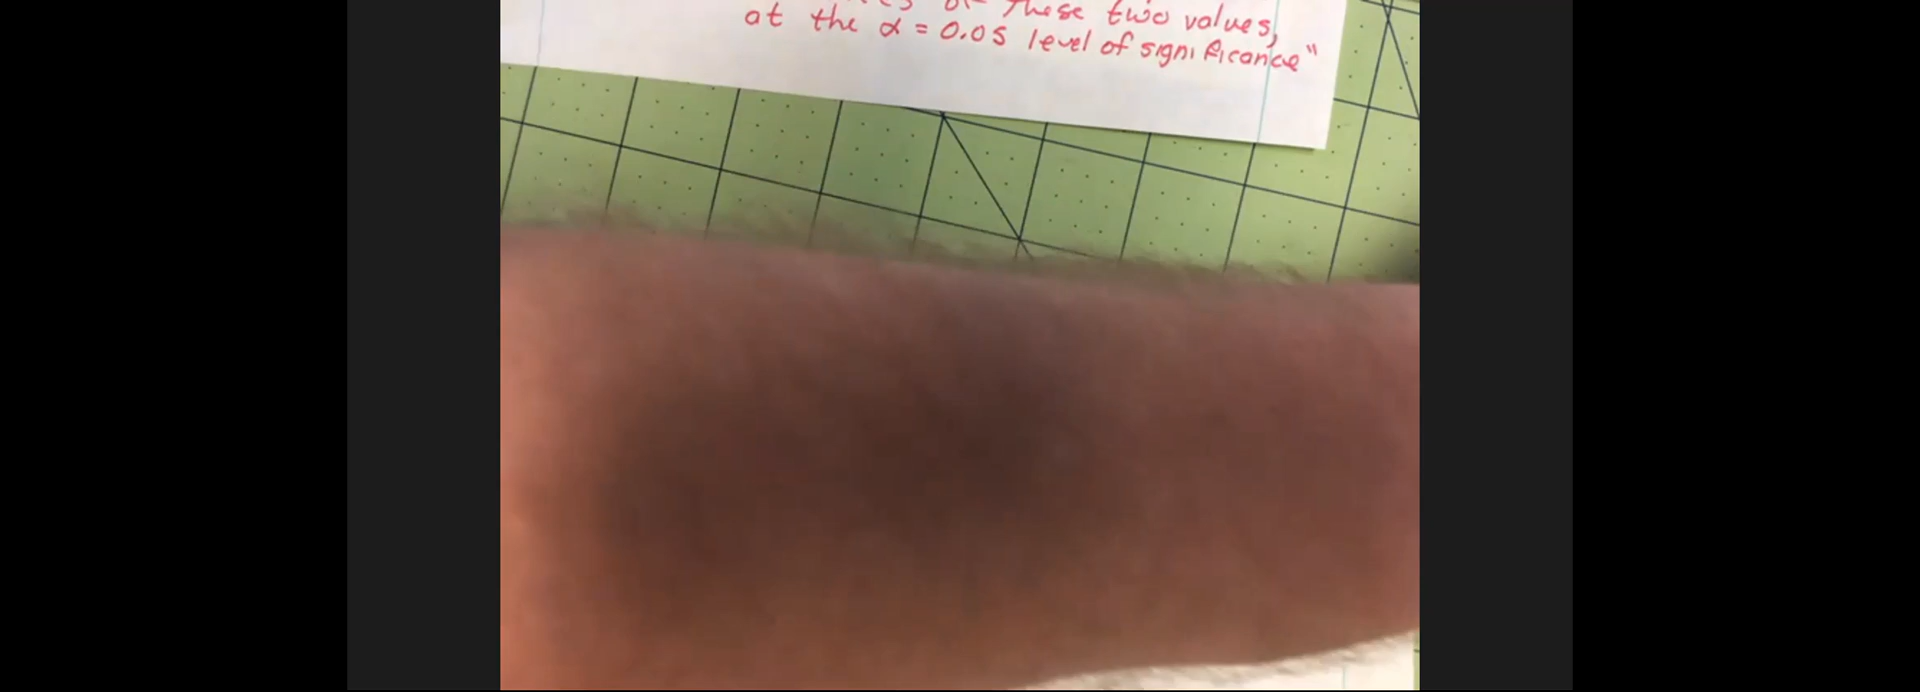 These two values,
at the α = 0.05 level of significance"